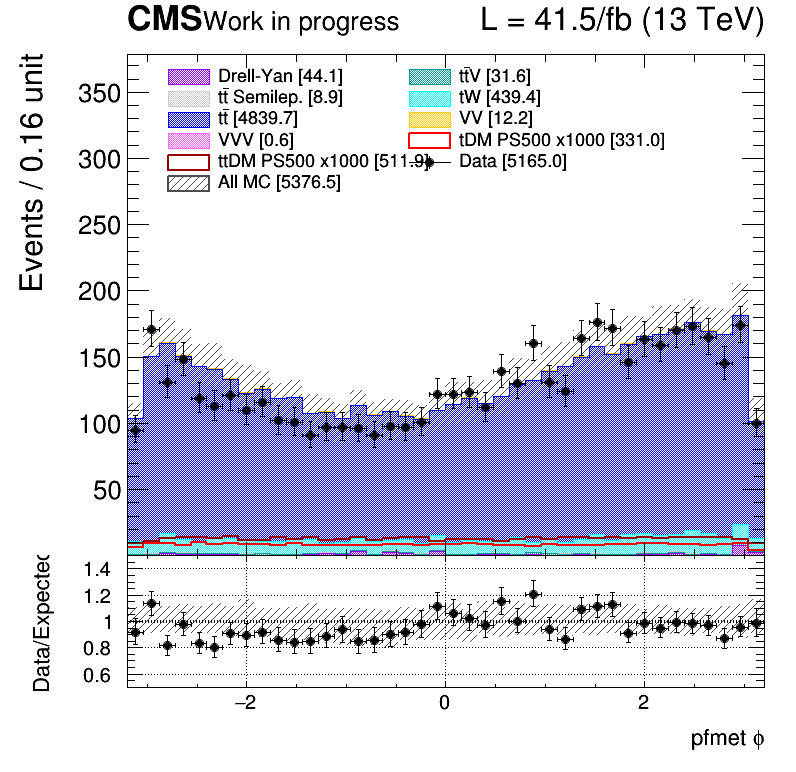 CMS Work in progress L = 41.5/fb (13 TeV)
Events / 0.16 unit
350
300
250
200
150
100
50
Drell-Yan [44.1] tt̄V [31.6]
tt̄ Semilep. [8.9] tW [439.4]
tt̄ [4839.7] VV [12.2]
VVV [0.6] tDM PS500 x1000 [331.0]
ttDM PS500 x1000 [511.9] Data [5165.0]
All MC [5376.5]
Data/Expected
1.4
1.2
1
0.8
0.6
−2 0 2
pfmet ϕ